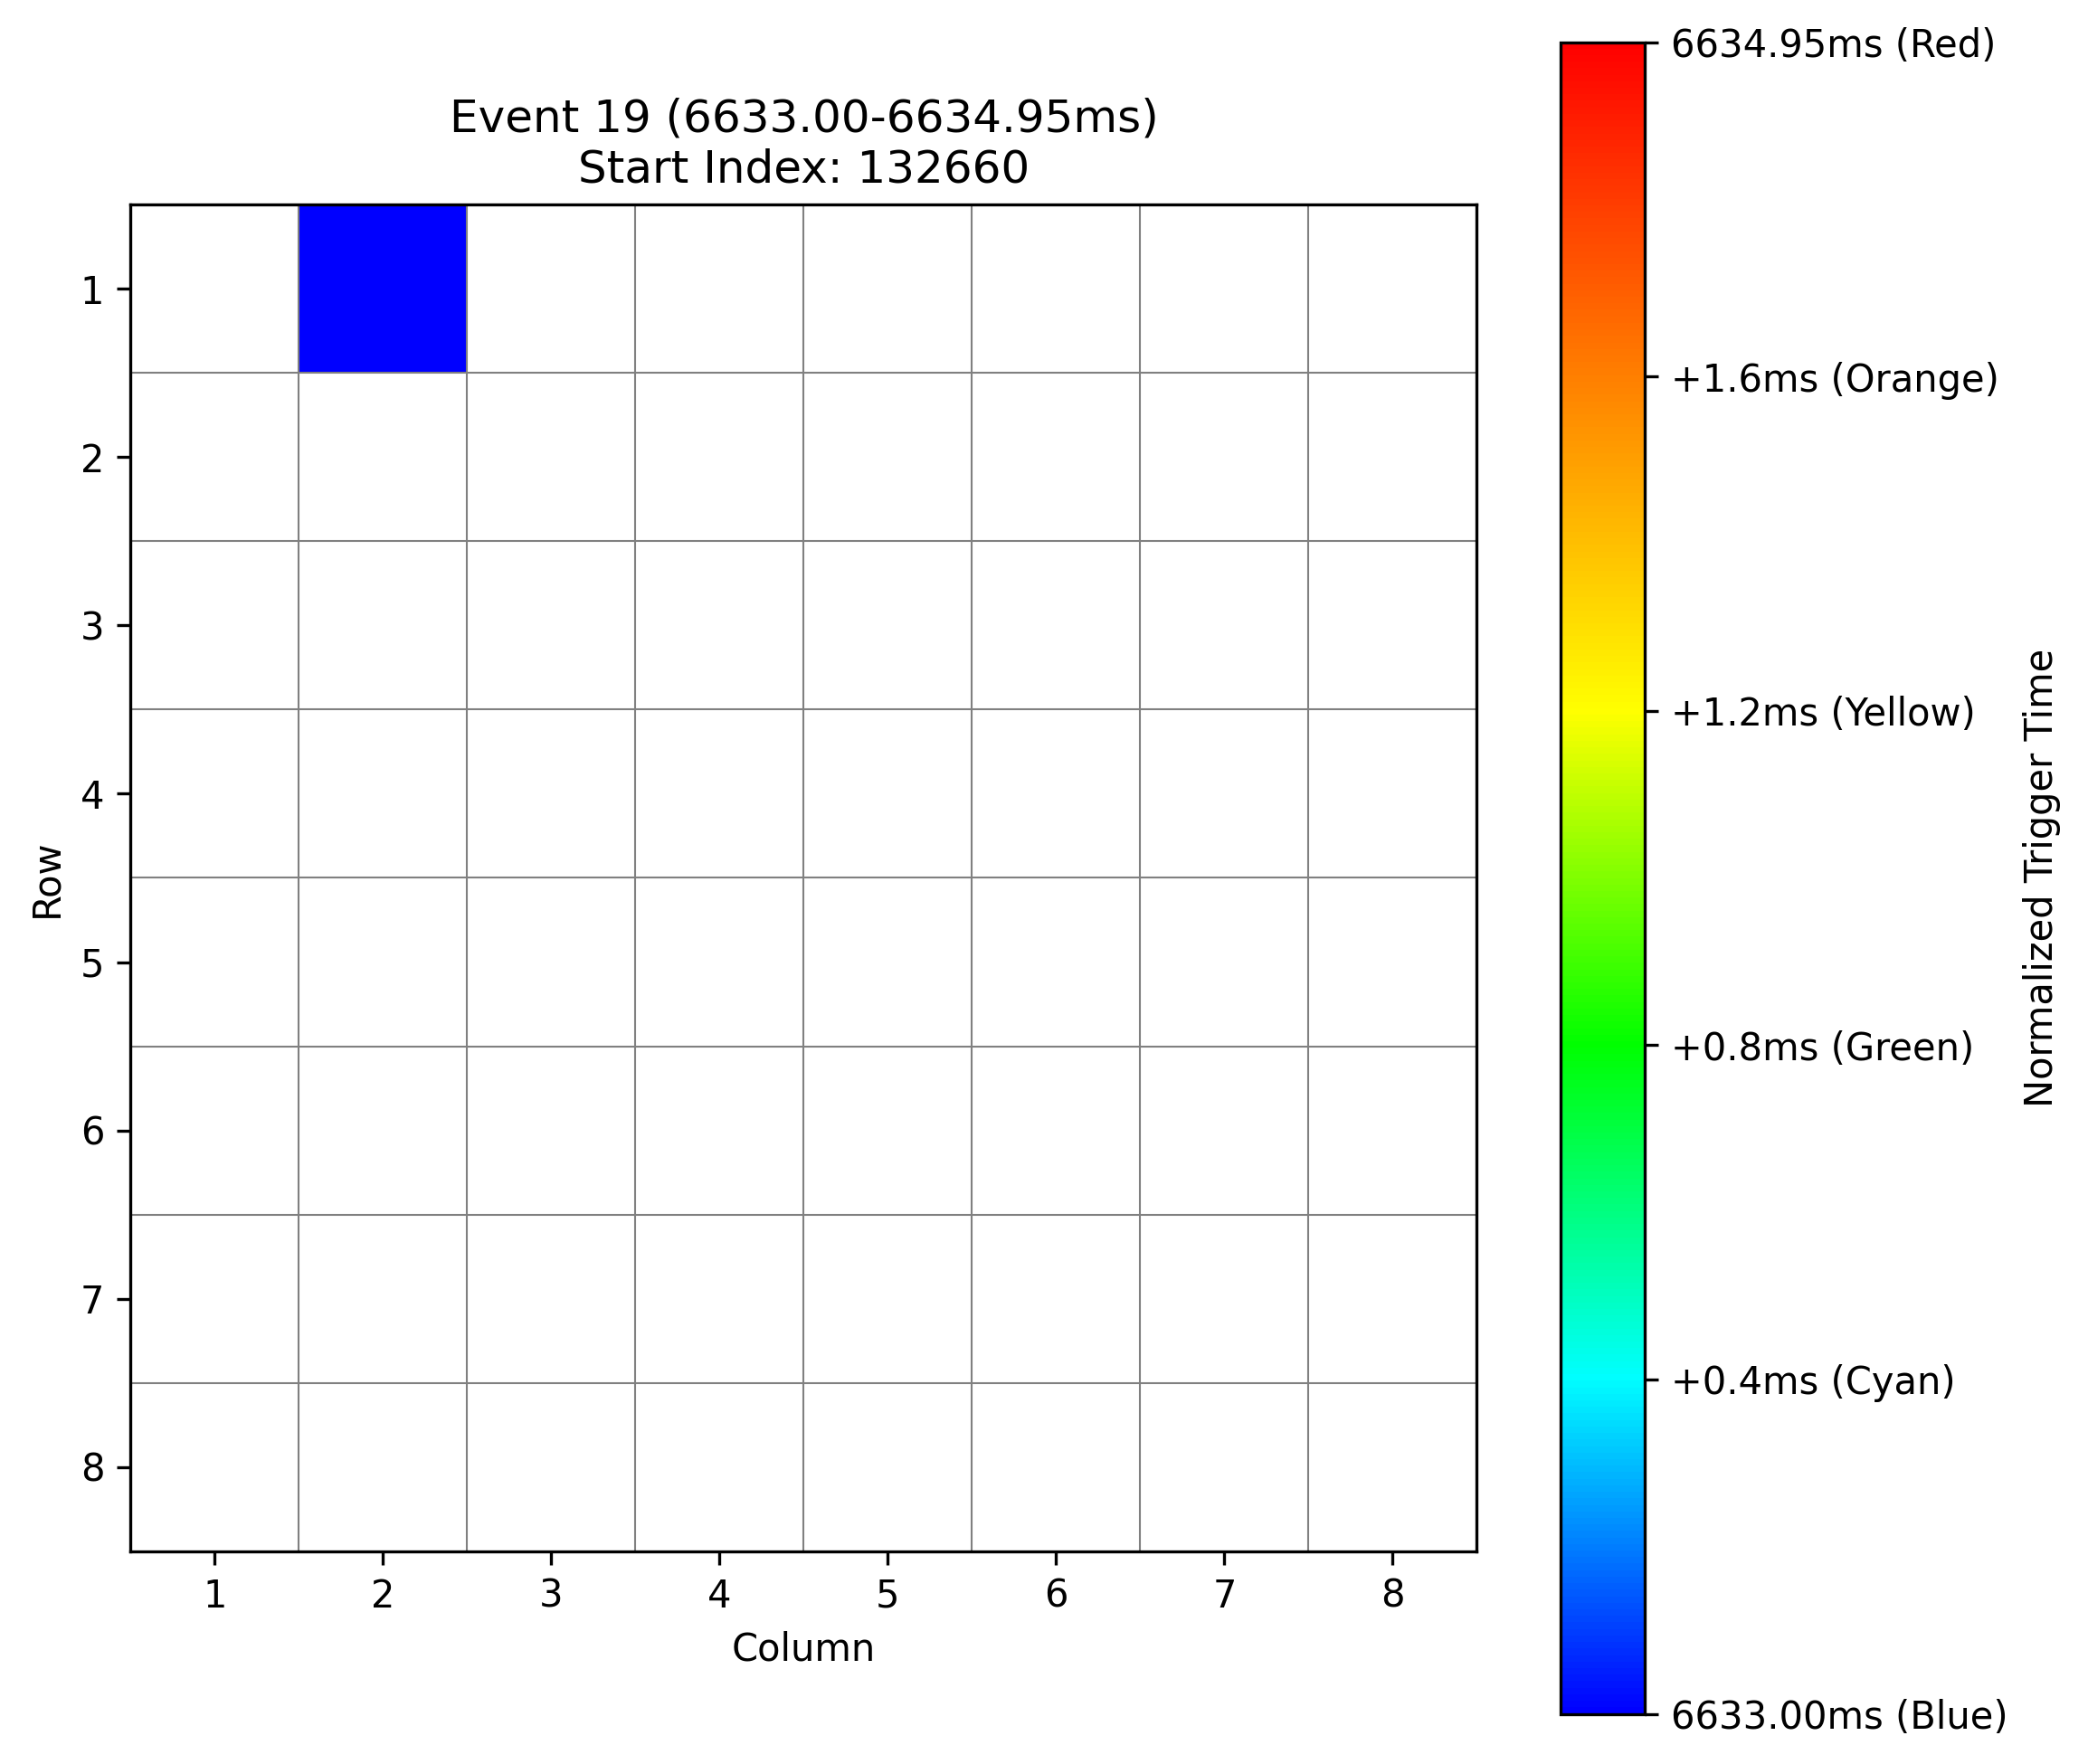 Event 19 (6633.00-6634.95ms)
Start Index: 132660
Row
1
2
3
4
5
6
7
8
1 2 3 4 5 6 7 8
Column
6634.95ms (Red)
+1.6ms (Orange)
+1.2ms (Yellow)
+0.8ms (Green)
+0.4ms (Cyan)
6633.00ms (Blue)
Normalized Trigger Time